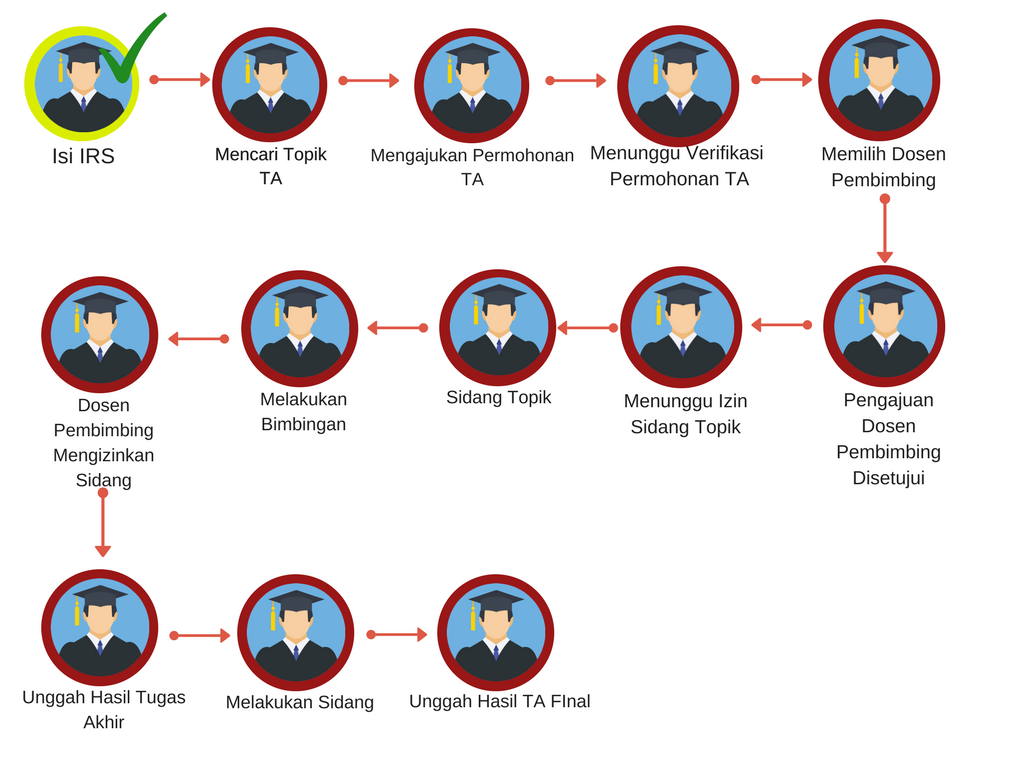 Isi IRS
Mencari Topik
TA
Mengajukan Permohonan
TA
Menunggu Verifikasi
Permohonan TA
Memilih Dosen
Pembimbing
Pengajuan
Dosen
Pembimbing
Disetujui
Menunggu Izin
Sidang Topik
Sidang Topik
Melakukan
Bimbingan
Dosen
Pembimbing
Mengizinkan
Sidang
Unggah Hasil Tugas
Akhir
Melakukan Sidang
Unggah Hasil TA FInal